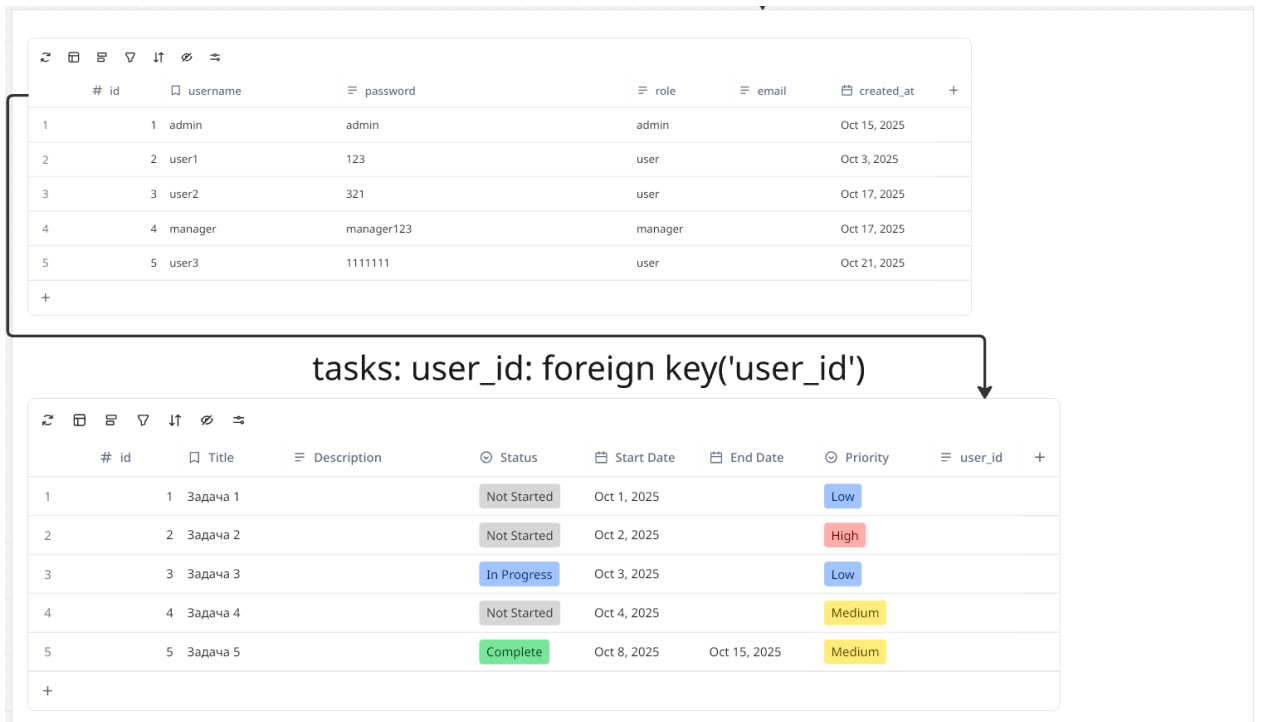 # id username password role email created_at +
1 1 admin admin admin Oct 15, 2025
2 2 user1 123 user Oct 3, 2025
3 3 user2 321 user Oct 17, 2025
4 4 manager manager123 manager Oct 17, 2025
5 5 user3 1111111 user Oct 21, 2025
+
tasks: user_id: foreign key('user_id')
# id Title Description Status Start Date End Date Priority user_id +
1 1 Задача 1 Not Started Oct 1, 2025 Low
2 2 Задача 2 Not Started Oct 2, 2025 High
3 3 Задача 3 In Progress Oct 3, 2025 Low
4 4 Задача 4 Not Started Oct 4, 2025 Medium
5 5 Задача 5 Complete Oct 8, 2025 Oct 15, 2025 Medium
+